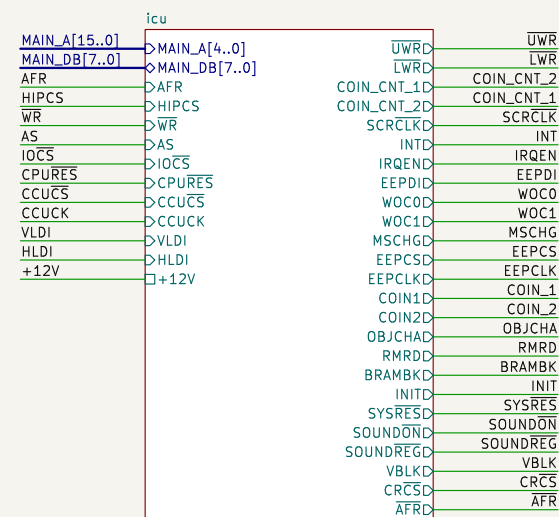 icu
MAIN_A[15..0] MAIN_A[4..0] UWR UWR
MAIN_DB[7..0] MAIN_DB[7..0] LWR LWR
AFR AFR COIN_CNT_1 COIN_CNT_2
HIPCS HIPCS COIN_CNT_2 COIN_CNT_1
WR WR SCRCLK SCRCLK
AS AS INT INT
IOCS IOCS IRQEN IRQEN
CPURES CPURES EEPDI EEPDI
CCUCS CCUCS WOC0 WOC0
CCUCK CCUCK WOC1 WOC1
VLDI VLDI MSCHG MSCHG
HLDI HLDI EEPCS EEPCS
+12V +12V EEPCLK EEPCLK
COIN1 COIN_1
COIN2 COIN_2
OBJCHA OBJCHA
RMRD RMRD
BRAMBK BRAMBK
INIT INIT
SYSRES SYSRES
SOUNDON SOUNDON
SOUNDREG SOUNDREG
VBLK VBLK
CRCS CRCS
AFR AFR